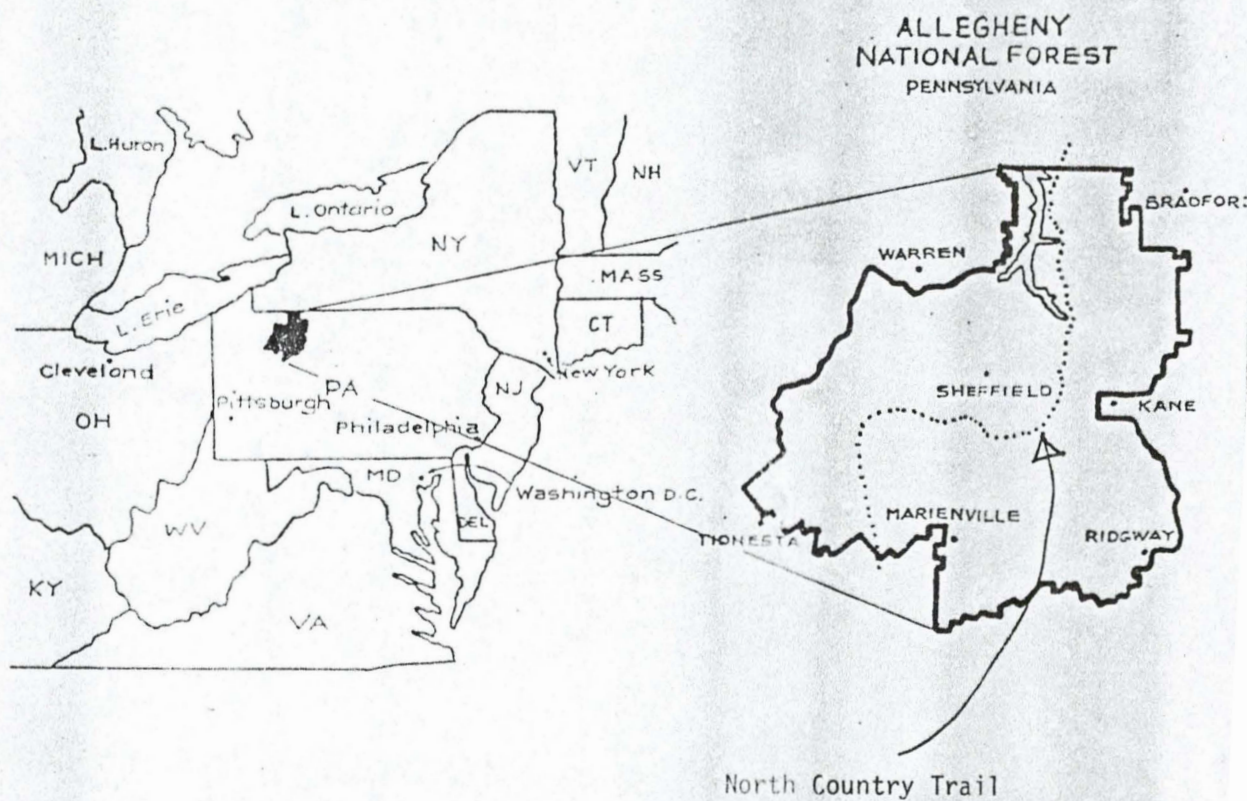 ALLEGHENY
NATIONAL FOREST
PENNSYLVANIA
L. Huron
VT
NH
L. Ontario
NY
MICH
MASS
L. Erie
CT
Cleveland
New York
PA
NJ
Pittsburgh
OH
Philadelphia
MD
Washington D.C.
DEL
WV
KY
VA
BRADFORD
WARREN
SHEFFIELD
KANE
MARIENVILLE
TIONESTA
RIDGWAY
North Country Trail